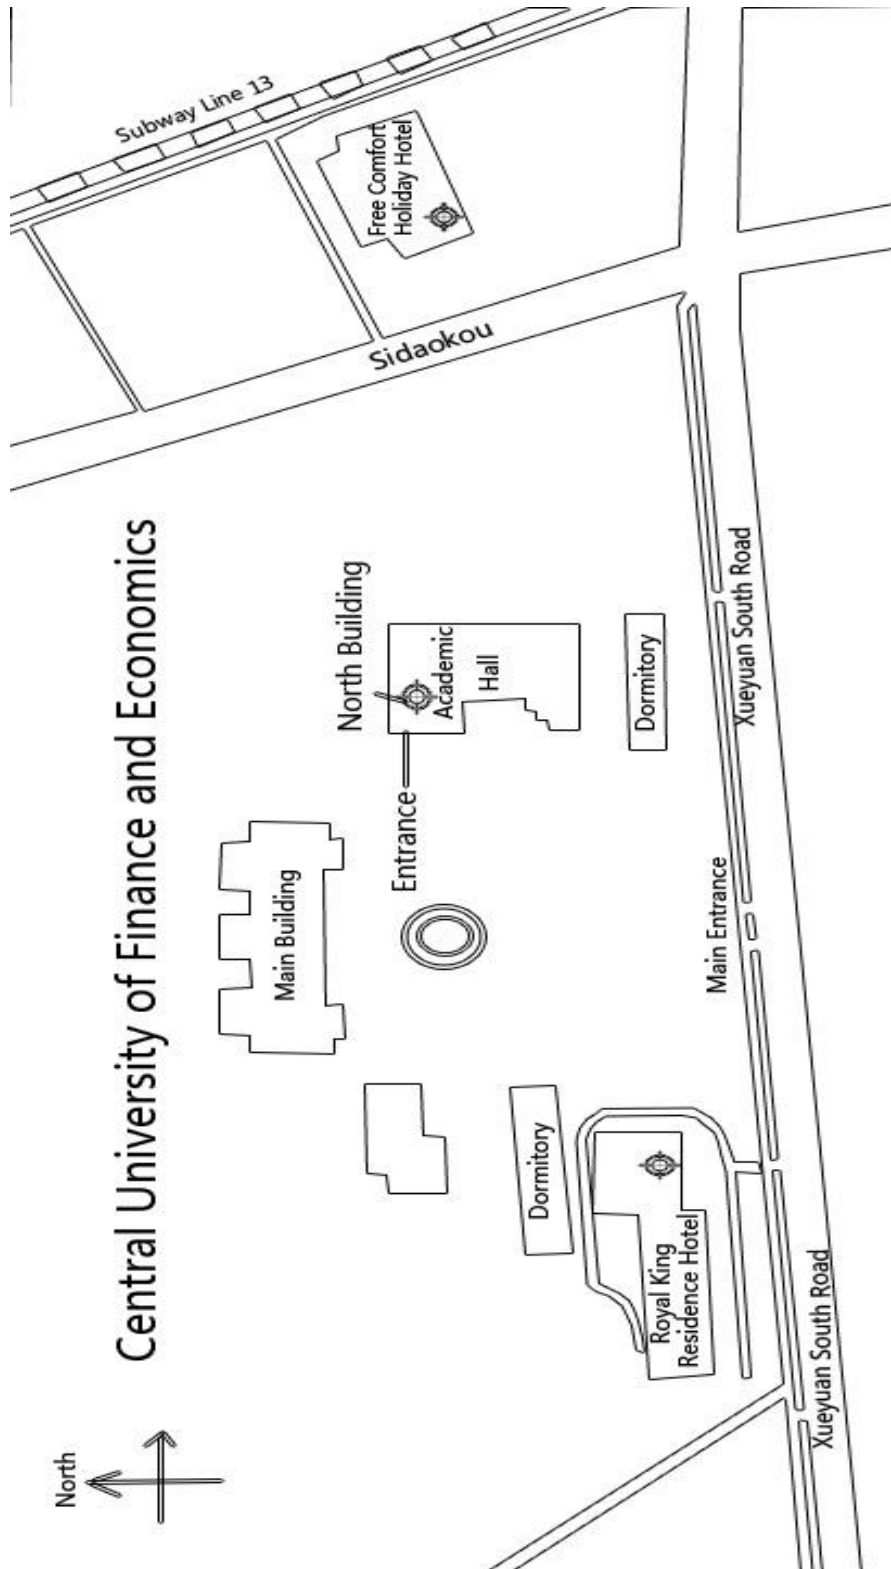 Central University of Finance and Economics
North
Subway Line 13
Free Comfort
Holiday Hotel
Sidaokou
North Building
Academic
Hall
Entrance
Main Building
Dormitory
Xueyuan South Road
Main Entrance
Dormitory
Royal King
Residence Hotel
Xueyuan South Road